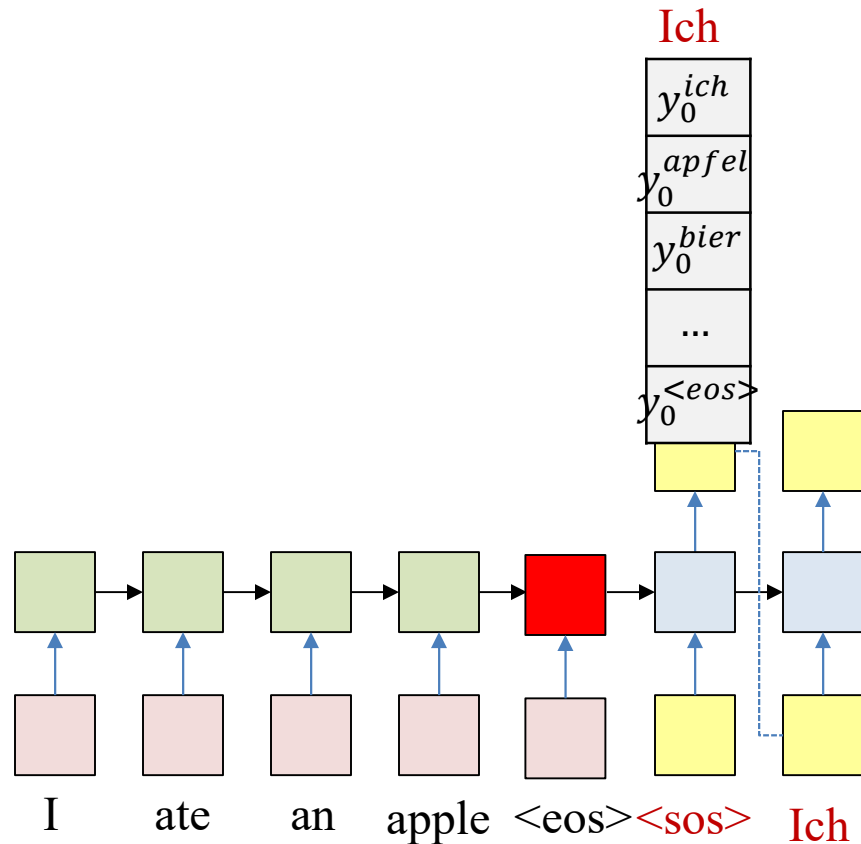 Ich
y_0^{ich}
y_0^{apfel}
y_0^{bier}
...
y_0^{<eos>}
I ate an apple <eos> <sos> Ich